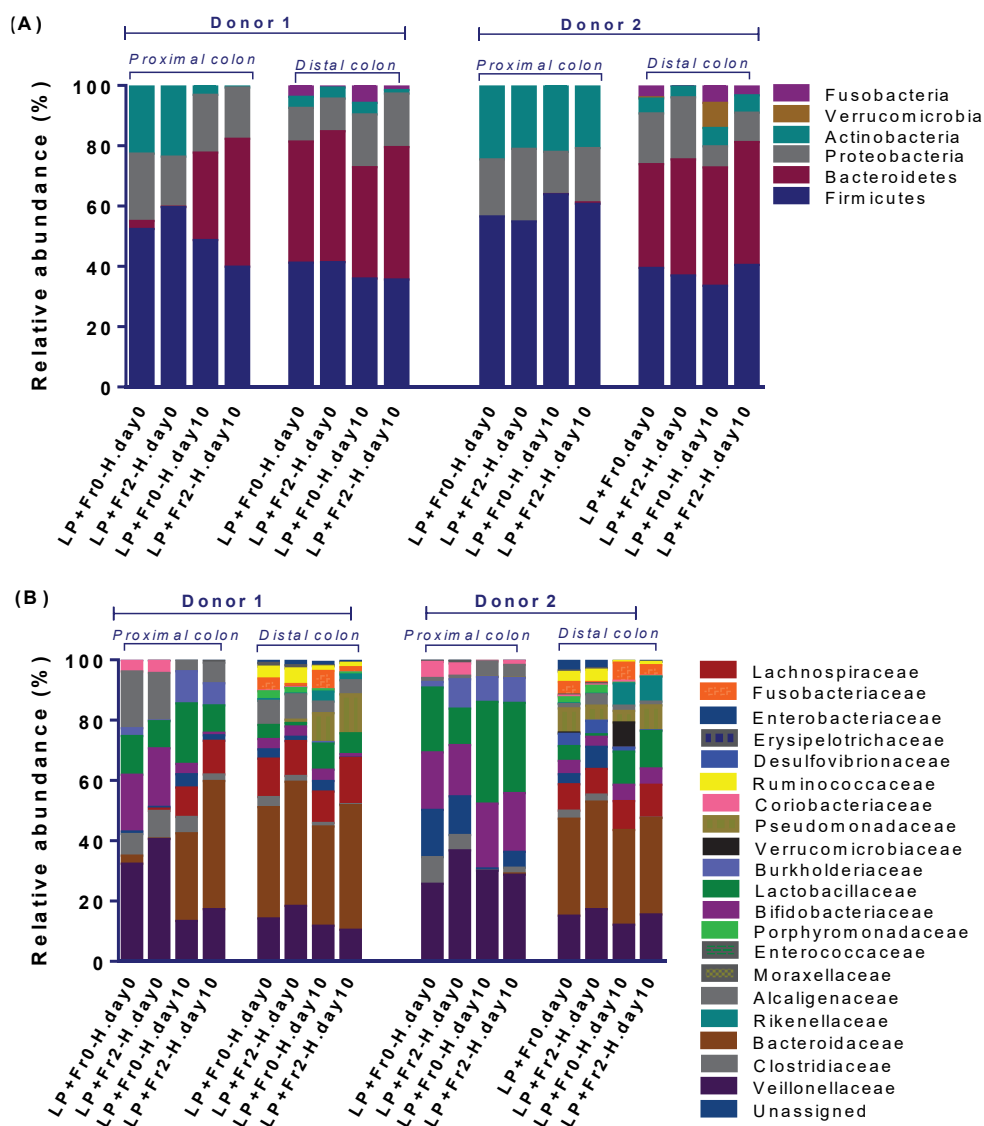 (A)
Donor 1
Donor 2
Proximal colon
Distal colon
Proximal colon
Distal colon
Relative abundance (%)
100
80
60
40
20
0
Fusobacteria
Verrucomicrobia
Actinobacteria
Proteobacteria
Bacteroidetes
Firmicutes
LP+Fr0-H.day0
LP+Fr2-H.day0
LP+Fr0-H.day10
LP+Fr2-H.day10
LP+Fr0-H.day0
LP+Fr2-H.day0
LP+Fr0-H.day10
LP+Fr2-H.day10
LP+Fr0-H.day0
LP+Fr2-H.day0
LP+Fr0-H.day10
LP+Fr2-H.day10
LP+Fr0.day0
LP+Fr2-H.day0
LP+Fr0-H.day10
LP+Fr2-H.day10
(B)
Donor 1
Donor 2
Proximal colon
Distal colon
Proximal colon
Distal colon
Relative abundance (%)
100
80
60
40
20
0
Lachnospiraceae
Fusobacteriaceae
Enterobacteriaceae
Erysipelotrichaceae
Desulfovibrionaceae
Ruminococcaceae
Coriobacteriaceae
Pseudomonadaceae
Verrucomicrobiaceae
Burkholderiaceae
Lactobacillaceae
Bifidobacteriaceae
Porphyromonadaceae
Enterococcaceae
Moraxellaceae
Alcaligenaceae
Rikenellaceae
Bacteroidaceae
Clostridiaceae
Veillonellaceae
Unassigned
LP+Fr0-H.day0
LP+Fr2-H.day0
LP+Fr0-H.day10
LP+Fr2-H.day10
LP+Fr0-H.day0
LP+Fr2-H.day0
LP+Fr0-H.day10
LP+Fr2-H.day10
LP+Fr0-H.day0
LP+Fr2-H.day0
LP+Fr0-H.day10
LP+Fr2-H.day10
LP+Fr0.day0
LP+Fr2-H.day0
LP+Fr0-H.day10
LP+Fr2-H.day10